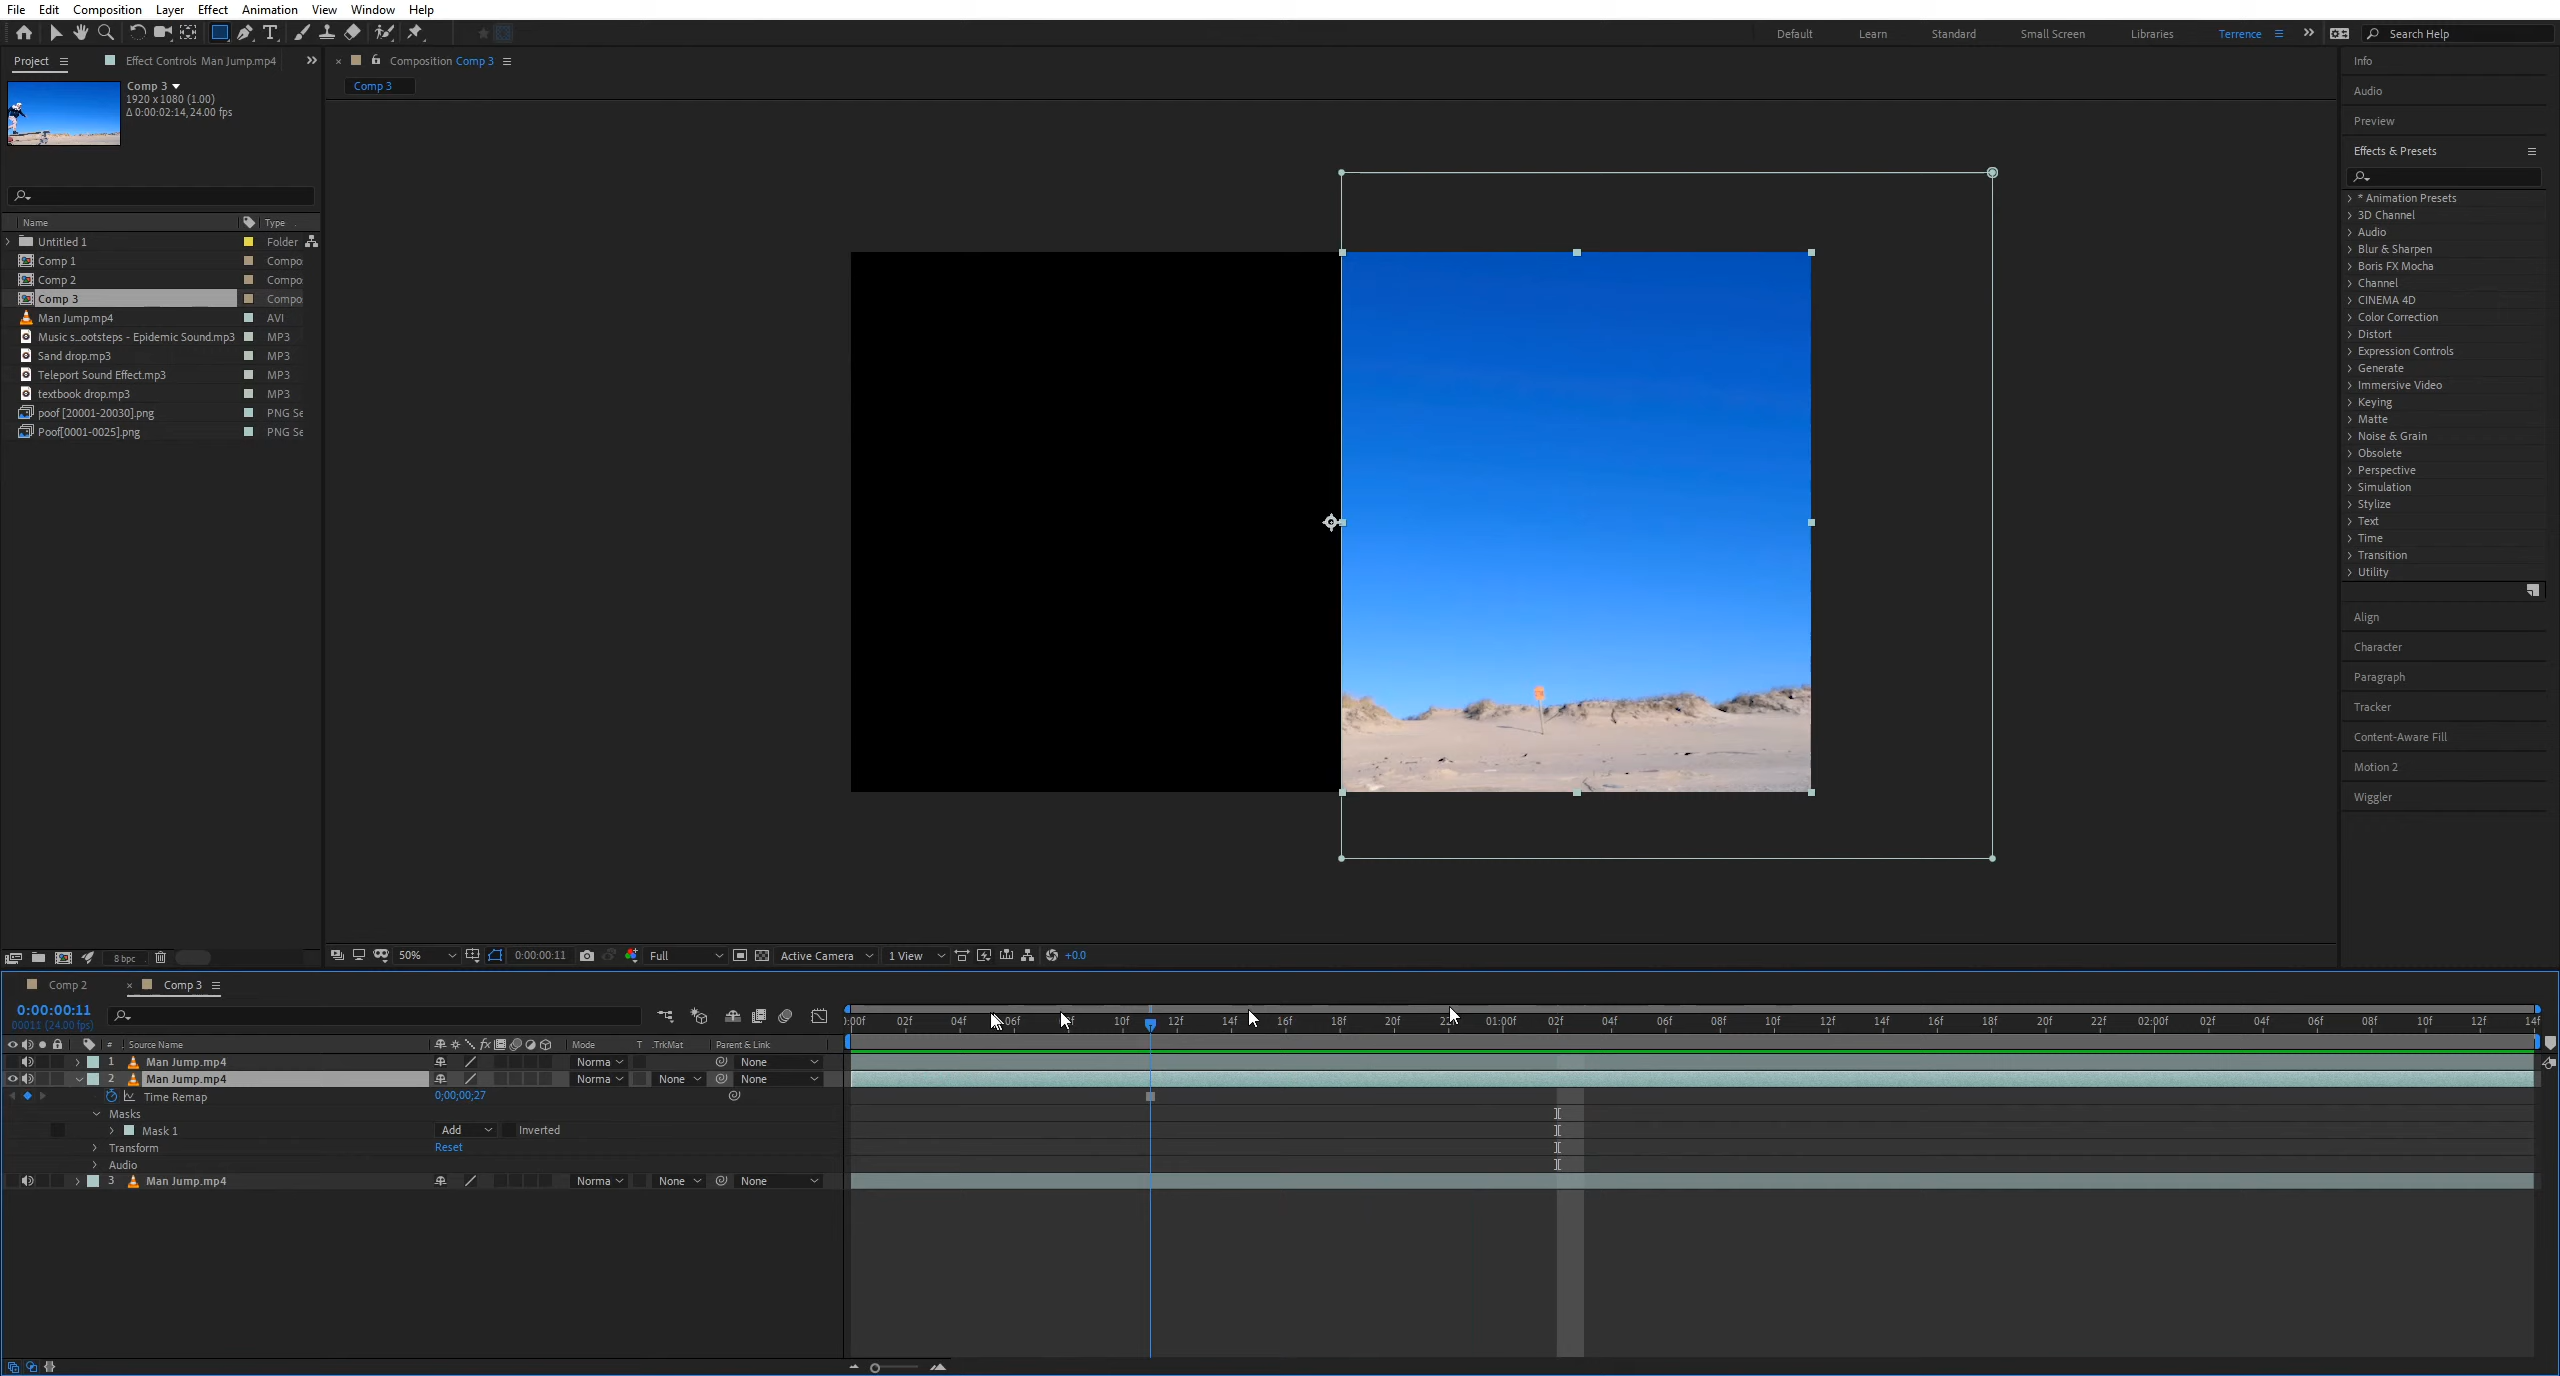 File Edit Composition Layer Effect Animation View Window Help
Default Learn Standard Small Screen Libraries Terrence Search Help
Project Effect Controls Man Jump.mp4
Composition Comp 3
Comp 3
Comp 3
1920 x 1080 (1.00)
Δ 0:00:02:14, 24.00 fps
Name Type
Untitled 1 Folder
Comp 1 Compo
Comp 2 Compo
Comp 3 Compo
Man Jump.mp4 AVI
Music s...ootsteps - Epidemic Sound.mp3 MP3
Sand drop.mp3 MP3
Teleport Sound Effect.mp3 MP3
textbook drop.mp3 MP3
poof [20001-20030].png PNG Se
Poof[0001-0025].png PNG Se
8 bpc
50% 0:00:00:11 Full Active Camera 1 View +0.0
Info
Audio
Preview
Effects & Presets
* Animation Presets
3D Channel
Audio
Blur & Sharpen
Boris FX Mocha
Channel
CINEMA 4D
Color Correction
Distort
Expression Controls
Generate
Immersive Video
Keying
Matte
Noise & Grain
Obsolete
Perspective
Simulation
Stylize
Text
Time
Transition
Utility
Align
Character
Paragraph
Tracker
Content-Aware Fill
Motion 2
Wiggler
Comp 2 Comp 3
0:00:00:11
00011 (24.00 fps)
):00f 02f 04f 06f 10f 12f 14f 16f 18f 20f 01:00f 02f 04f 06f 08f 10f 12f 14f 16f 18f 20f 22f 02:00f 02f 04f 06f 08f 10f 12f 14f
# Source Name Mode T .TrkMat Parent & Link
1 Man Jump.mp4 Norma None
2 Man Jump.mp4 Norma None None
Time Remap 0;00;00;27
Masks
Mask 1 Add Inverted
Transform Reset
Audio
3 Man Jump.mp4 Norma None None